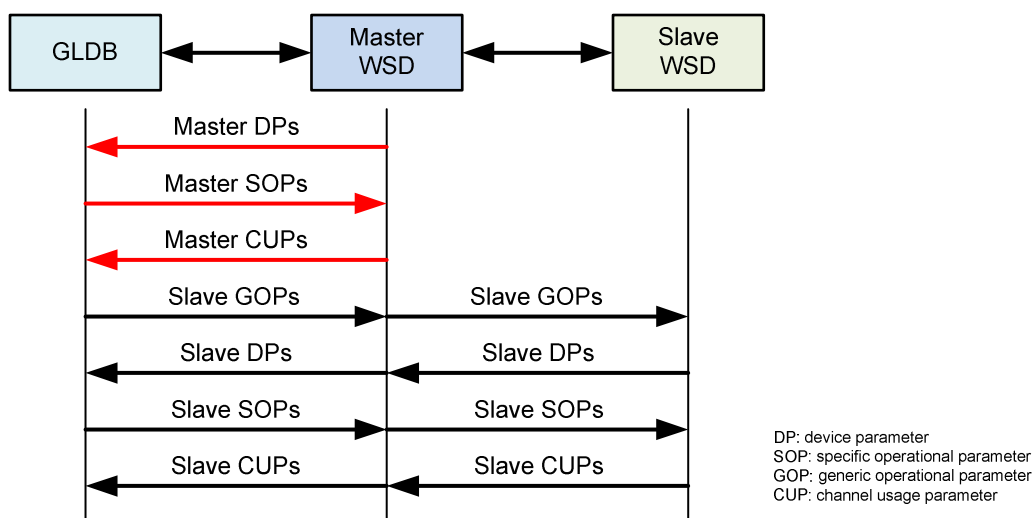 GLDB
Master
WSD
Slave
WSD
Master DPs
Master SOPs
Master CUPs
Slave GOPs
Slave GOPs
Slave DPs
Slave DPs
Slave SOPs
Slave SOPs
Slave CUPs
Slave CUPs
DP: device parameter
SOP: specific operational parameter
GOP: generic operational parameter
CUP: channel usage parameter